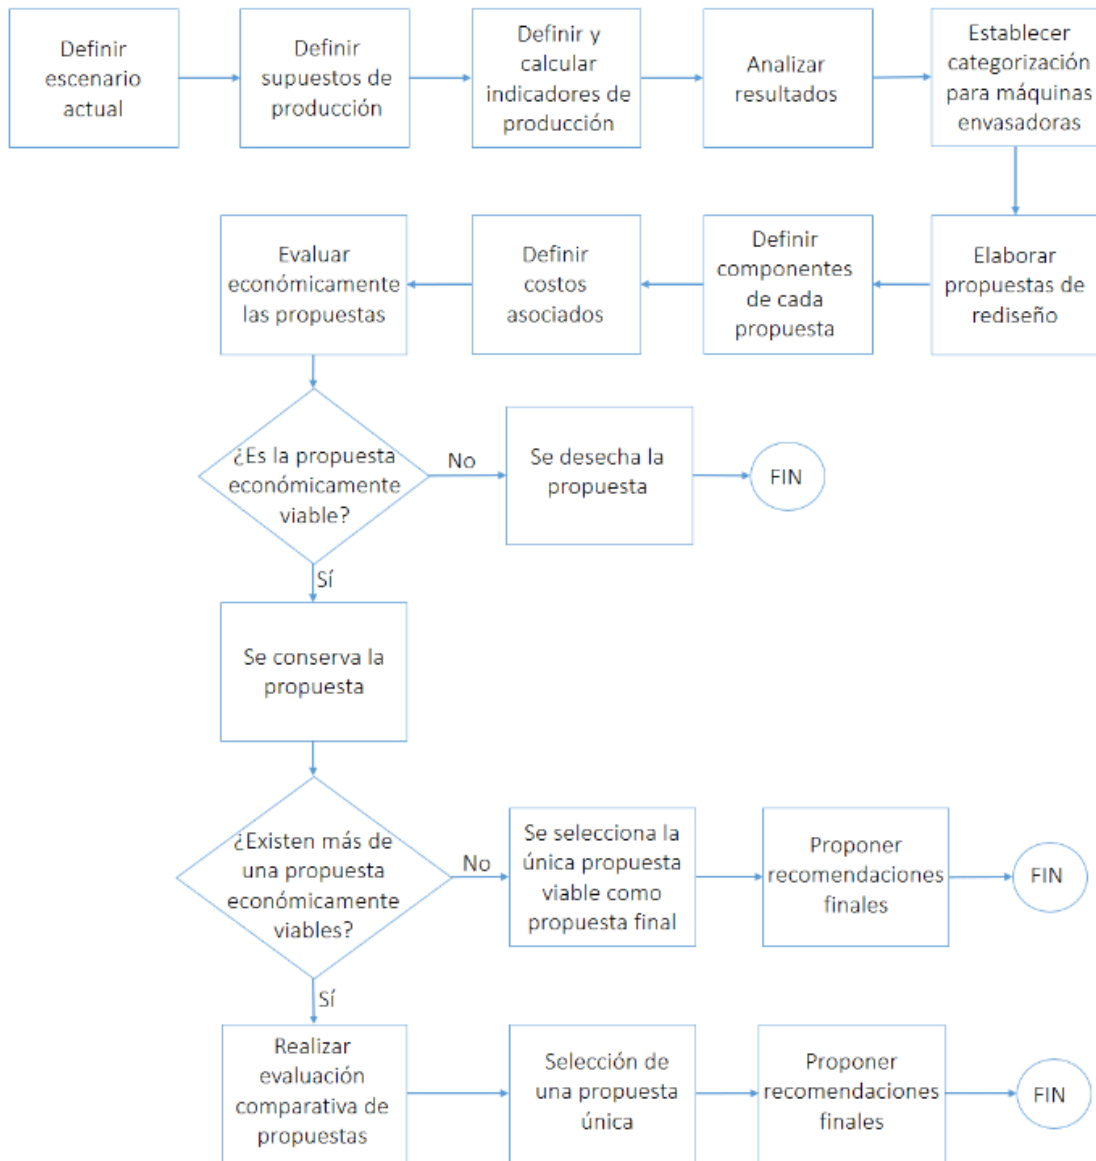 Definir
escenario
actual
Definir
supuestos de
producción
Definir y
calcular
indicadores de
producción
Analizar
resultados
Establecer
categorización
para máquinas
envasadoras
Elaborar
propuestas de
rediseño
Definir
componentes
de cada
propuesta
Definir
costos
asociados
Evaluar
económicamente
las propuestas
¿Es la propuesta
económicamente
viable?
No
Se desecha la
propuesta
FIN
Sí
Se conserva la
propuesta
¿Existen más de
una propuesta
económicamente
viables?
No
Se selecciona la
única propuesta
viable como
propuesta final
Proponer
recomendaciones
finales
FIN
Sí
Realizar
evaluación
comparativa de
propuestas
Selección de
una propuesta
única
Proponer
recomendaciones
finales
FIN